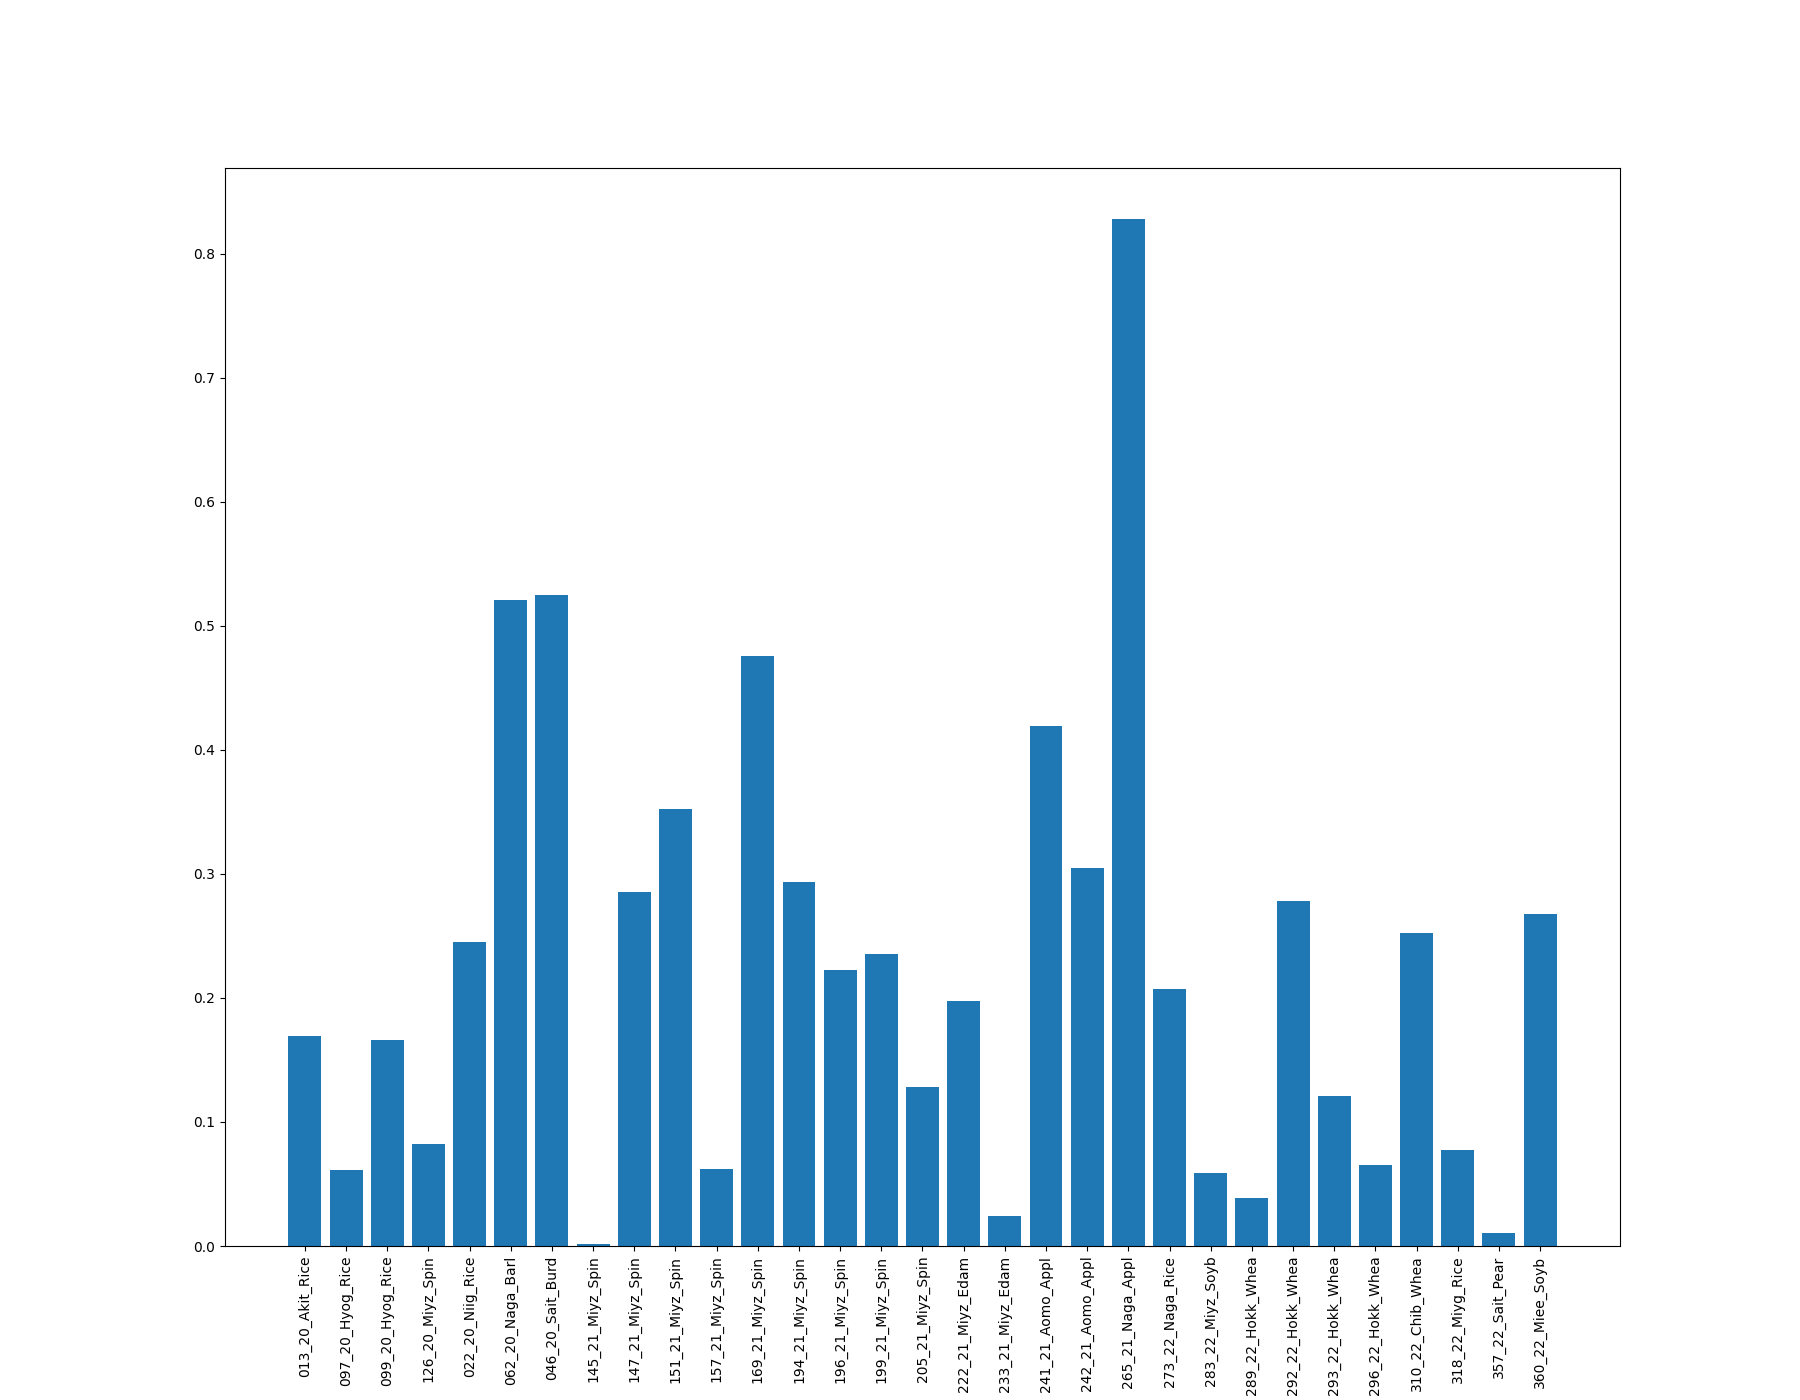 0.8
0.7
0.6
0.5
0.4
0.3
0.2
0.1
0.0
013_20_Akit_Rice
097_20_Hyog_Rice
099_20_Hyog_Rice
126_20_Miyz_Spin
022_20_Niig_Rice
062_20_Naga_Barl
046_20_Sait_Burd
145_21_Miyz_Spin
147_21_Miyz_Spin
151_21_Miyz_Spin
157_21_Miyz_Spin
169_21_Miyz_Spin
194_21_Miyz_Spin
196_21_Miyz_Spin
199_21_Miyz_Spin
205_21_Miyz_Spin
222_21_Miyz_Edam
233_21_Miyz_Edam
241_21_Aomo_Appl
242_21_Aomo_Appl
265_21_Naga_Appl
273_22_Naga_Rice
283_22_Miyz_Soyb
289_22_Hokk_Whea
292_22_Hokk_Whea
293_22_Hokk_Whea
296_22_Hokk_Whea
310_22_Chib_Whea
318_22_Miyg_Rice
357_22_Sait_Pear
360_22_Miee_Soyb